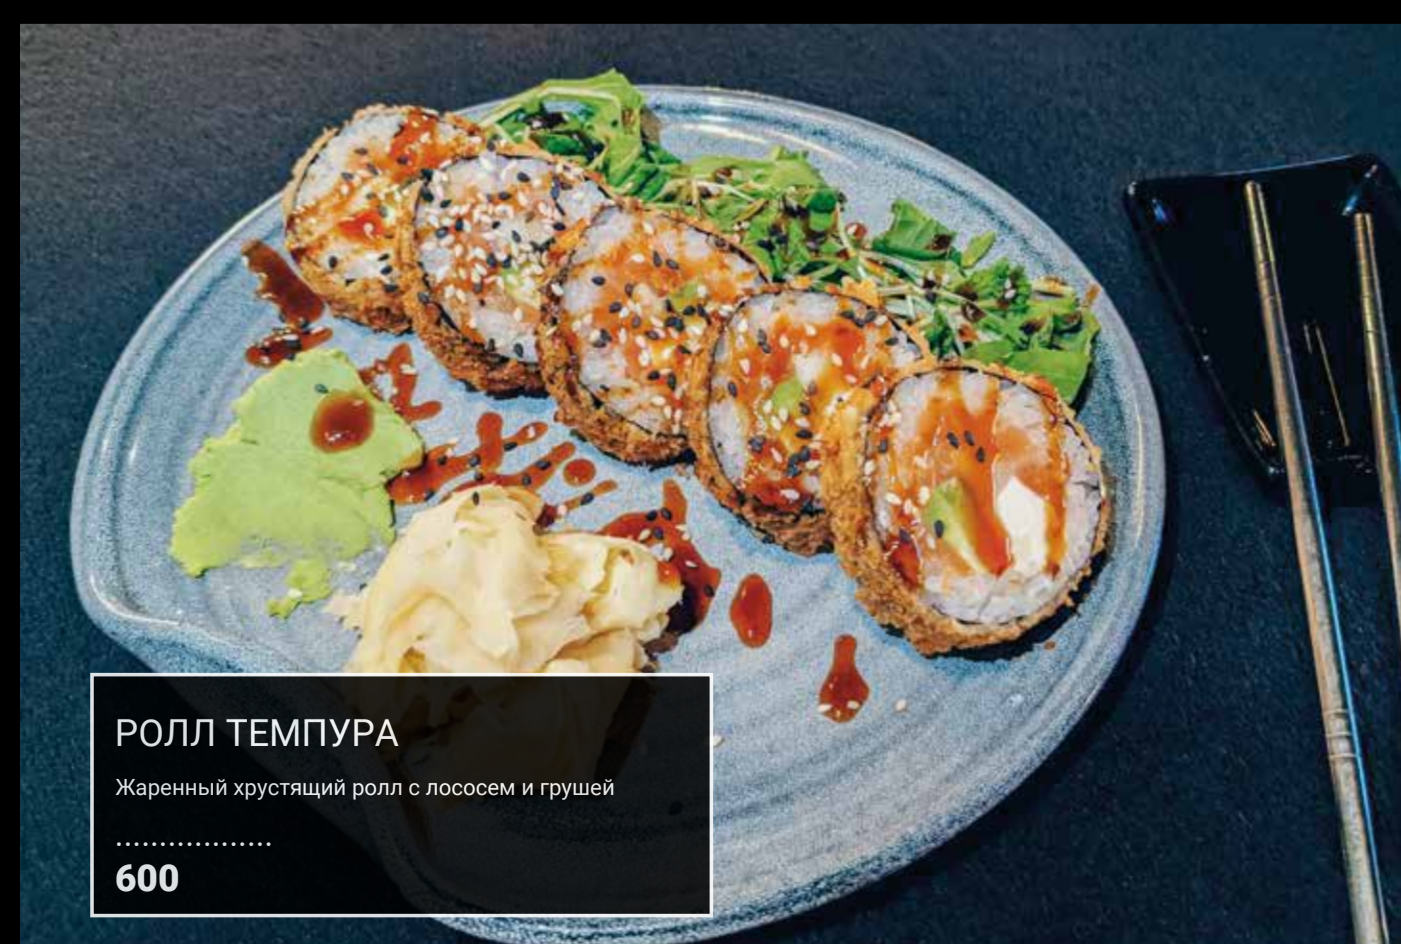 РОЛЛ ТЕМПУРА
Жаренный хрустящий ролл с лососем и грушей
..................
600